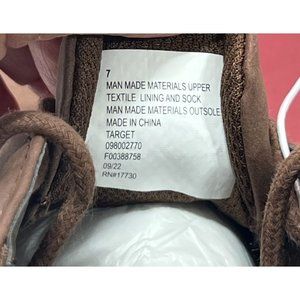 7
MAN MADE MATERIALS UPPER
TEXTILE LINING AND SOCK
MAN MADE MATERIALS OUTSOLE
MADE IN CHINA
TARGET
098002770
F00388758
09/22
RN#17730